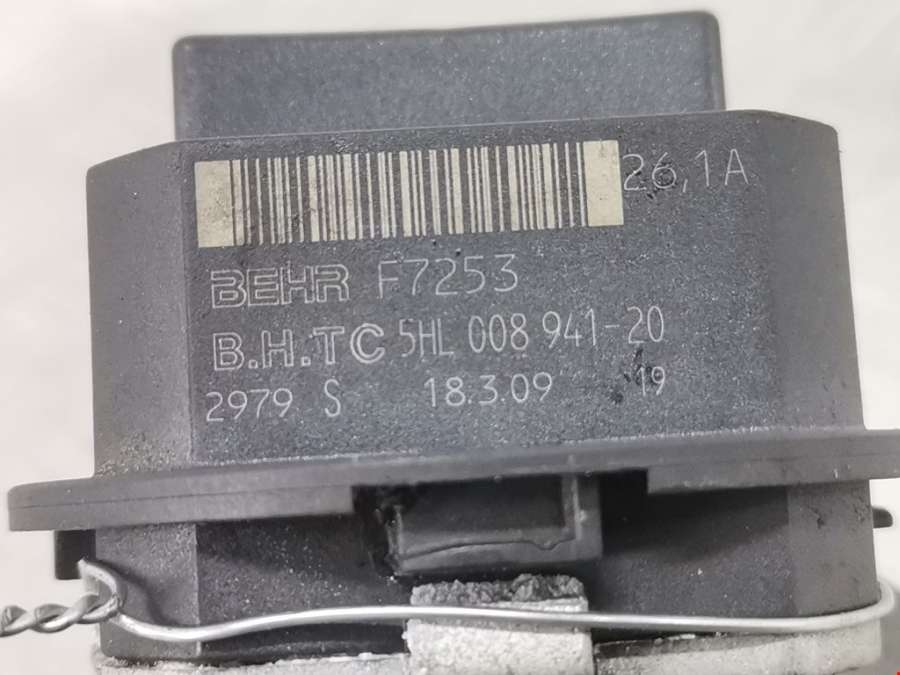 26,1A
BEHR F7253
B.H.TC 5HL 008 941-20
2979 S 18.3.09 19